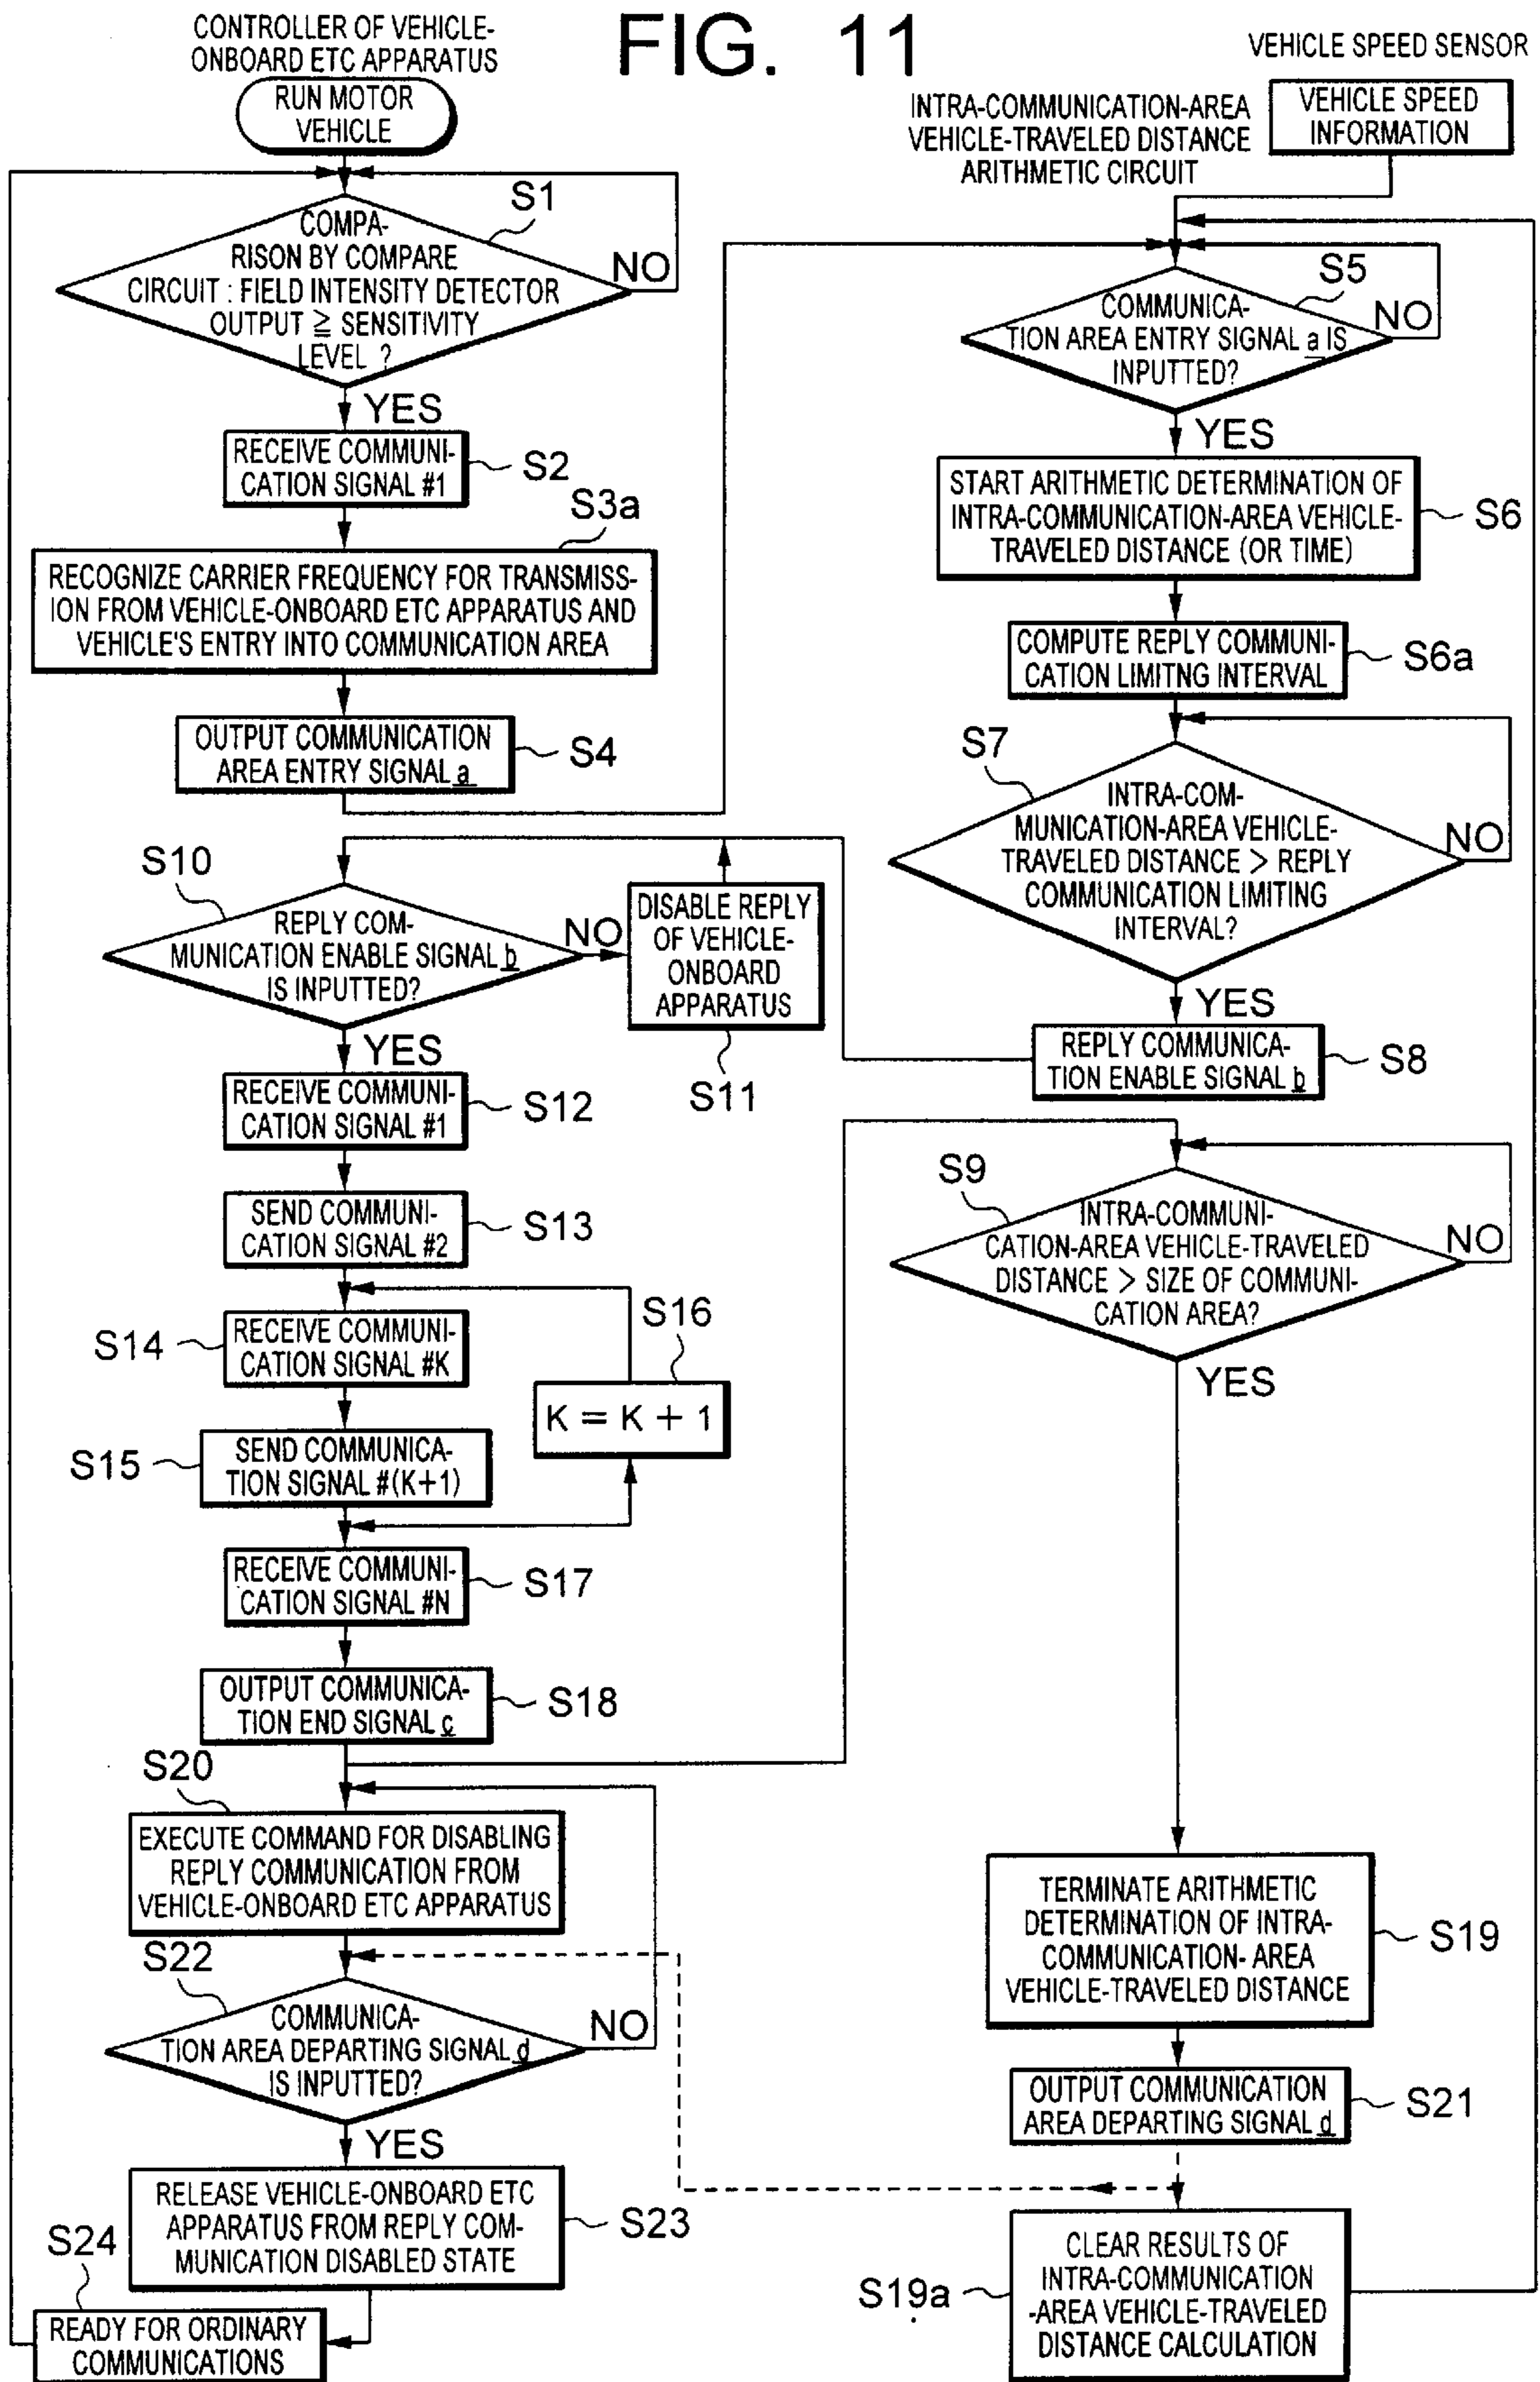 FIG. 11
CONTROLLER OF VEHICLE-
ONBOARD ETC APPARATUS
RUN MOTOR
VEHICLE
S1
COMPA-
RISON BY COMPARE
CIRCUIT : FIELD INTENSITY DETECTOR
OUTPUT ≧ SENSITIVITY
LEVEL ?
NO
YES
RECEIVE COMMUNI-
CATION SIGNAL #1
S2
S3a
RECOGNIZE CARRIER FREQUENCY FOR TRANSMISS-
ION FROM VEHICLE-ONBOARD ETC APPARATUS AND
VEHICLE'S ENTRY INTO COMMUNICATION AREA
OUTPUT COMMUNICATION
AREA ENTRY SIGNAL a
S4
S10
REPLY COM-
MUNICATION ENABLE SIGNAL b
IS INPUTTED?
NO
DISABLE REPLY
OF VEHICLE-
ONBOARD
APPARATUS
S11
YES
RECEIVE COMMUNI-
CATION SIGNAL #1
S12
SEND COMMUNI-
CATION SIGNAL #2
S13
S14
RECEIVE COMMUNI-
CATION SIGNAL #K
S16
K = K + 1
S15
SEND COMMUNICA-
TION SIGNAL #(K+1)
RECEIVE COMMUNI-
CATION SIGNAL #N
S17
OUTPUT COMMUNICA-
TION END SIGNAL c
S18
S20
EXECUTE COMMAND FOR DISABLING
REPLY COMMUNICATION FROM
VEHICLE-ONBOARD ETC APPARATUS
S22
COMMUNICA-
TION AREA DEPARTING SIGNAL d
IS INPUTTED?
NO
YES
RELEASE VEHICLE-ONBOARD ETC
APPARATUS FROM REPLY COM-
MUNICATION DISABLED STATE
S23
S24
READY FOR ORDINARY
COMMUNICATIONS
VEHICLE SPEED SENSOR
VEHICLE SPEED
INFORMATION
INTRA-COMMUNICATION-AREA
VEHICLE-TRAVELED DISTANCE
ARITHMETIC CIRCUIT
S5
COMMUNICA-
TION AREA ENTRY SIGNAL a IS
INPUTTED?
NO
YES
START ARITHMETIC DETERMINATION OF
INTRA-COMMUNICATION-AREA VEHICLE-
TRAVELED DISTANCE (OR TIME)
S6
COMPUTE REPLY COMMUNI-
CATION LIMITNG INTERVAL
S6a
S7
INTRA-COM-
MUNICATION-AREA VEHICLE-
TRAVELED DISTANCE > REPLY
COMMUNICATION LIMITING
INTERVAL?
NO
YES
REPLY COMMUNICA-
TION ENABLE SIGNAL b
S8
S9
INTRA-COMMUNI-
CATION-AREA VEHICLE-TRAVELED
DISTANCE > SIZE OF COMMUNI-
CATION AREA?
NO
YES
TERMINATE ARITHMETIC
DETERMINATION OF INTRA-
COMMUNICATION- AREA
VEHICLE-TRAVELED DISTANCE
S19
OUTPUT COMMUNICATION
AREA DEPARTING SIGNAL d
S21
S19a
CLEAR RESULTS OF
INTRA-COMMUNICATION
-AREA VEHICLE-TRAVELED
DISTANCE CALCULATION